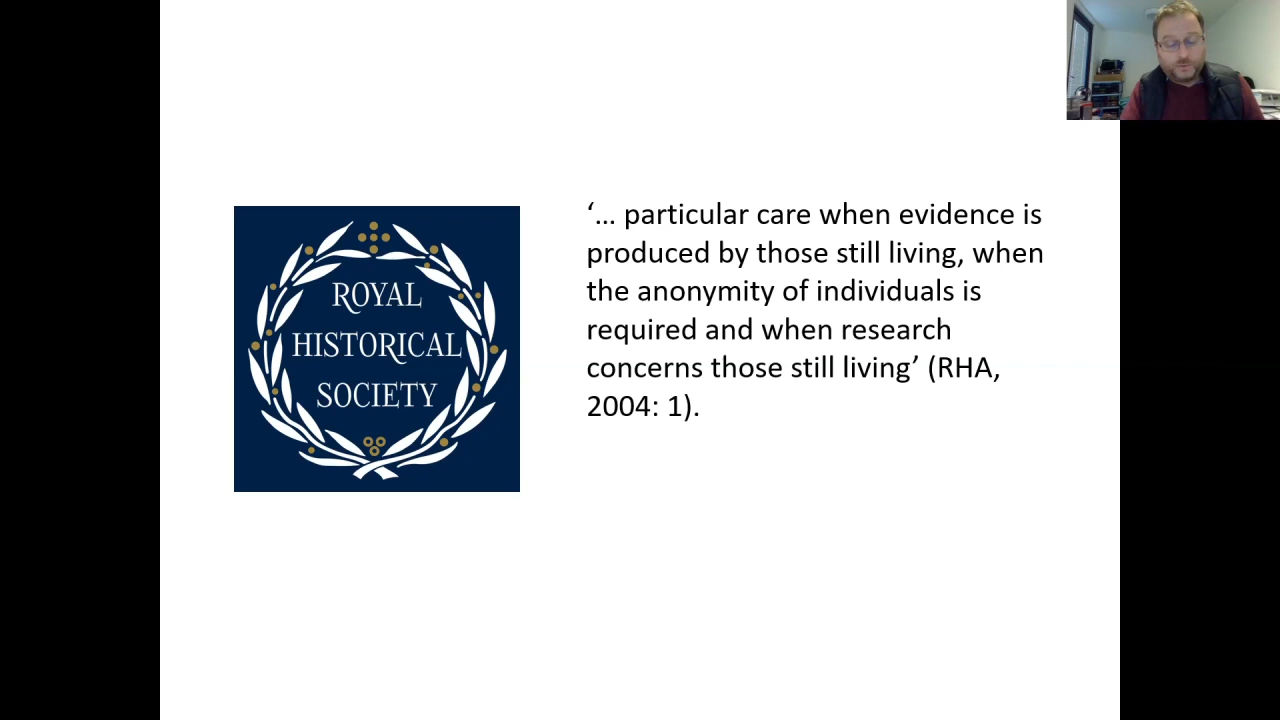 ROYAL
HISTORICAL
SOCIETY
‘… particular care when evidence is
produced by those still living, when
the anonymity of individuals is
required and when research
concerns those still living’ (RHA,
2004: 1).